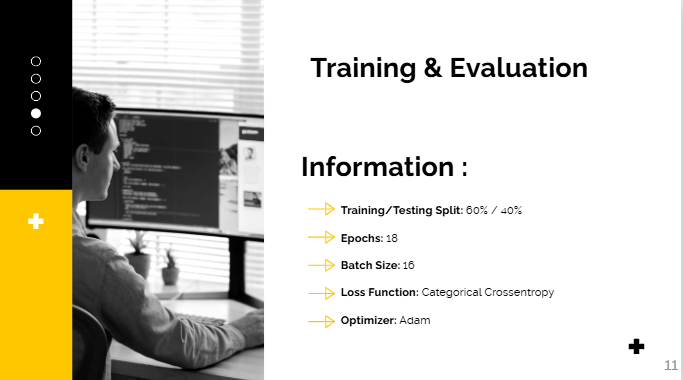 Training & Evaluation
Information :
Training/Testing Split: 60% / 40%
Epochs: 18
Batch Size: 16
Loss Function: Categorical Crossentropy
Optimizer: Adam
11